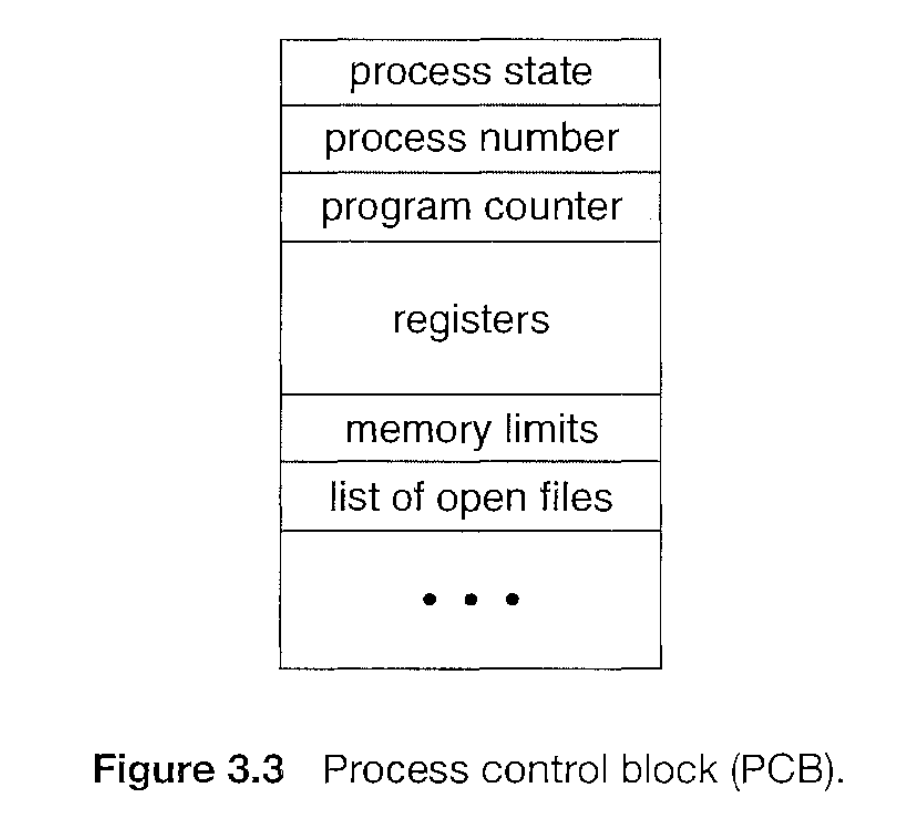 process state
process number
program counter
registers
memory limits
list of open files
• • •
Figure 3.3 Process control block (PCB).